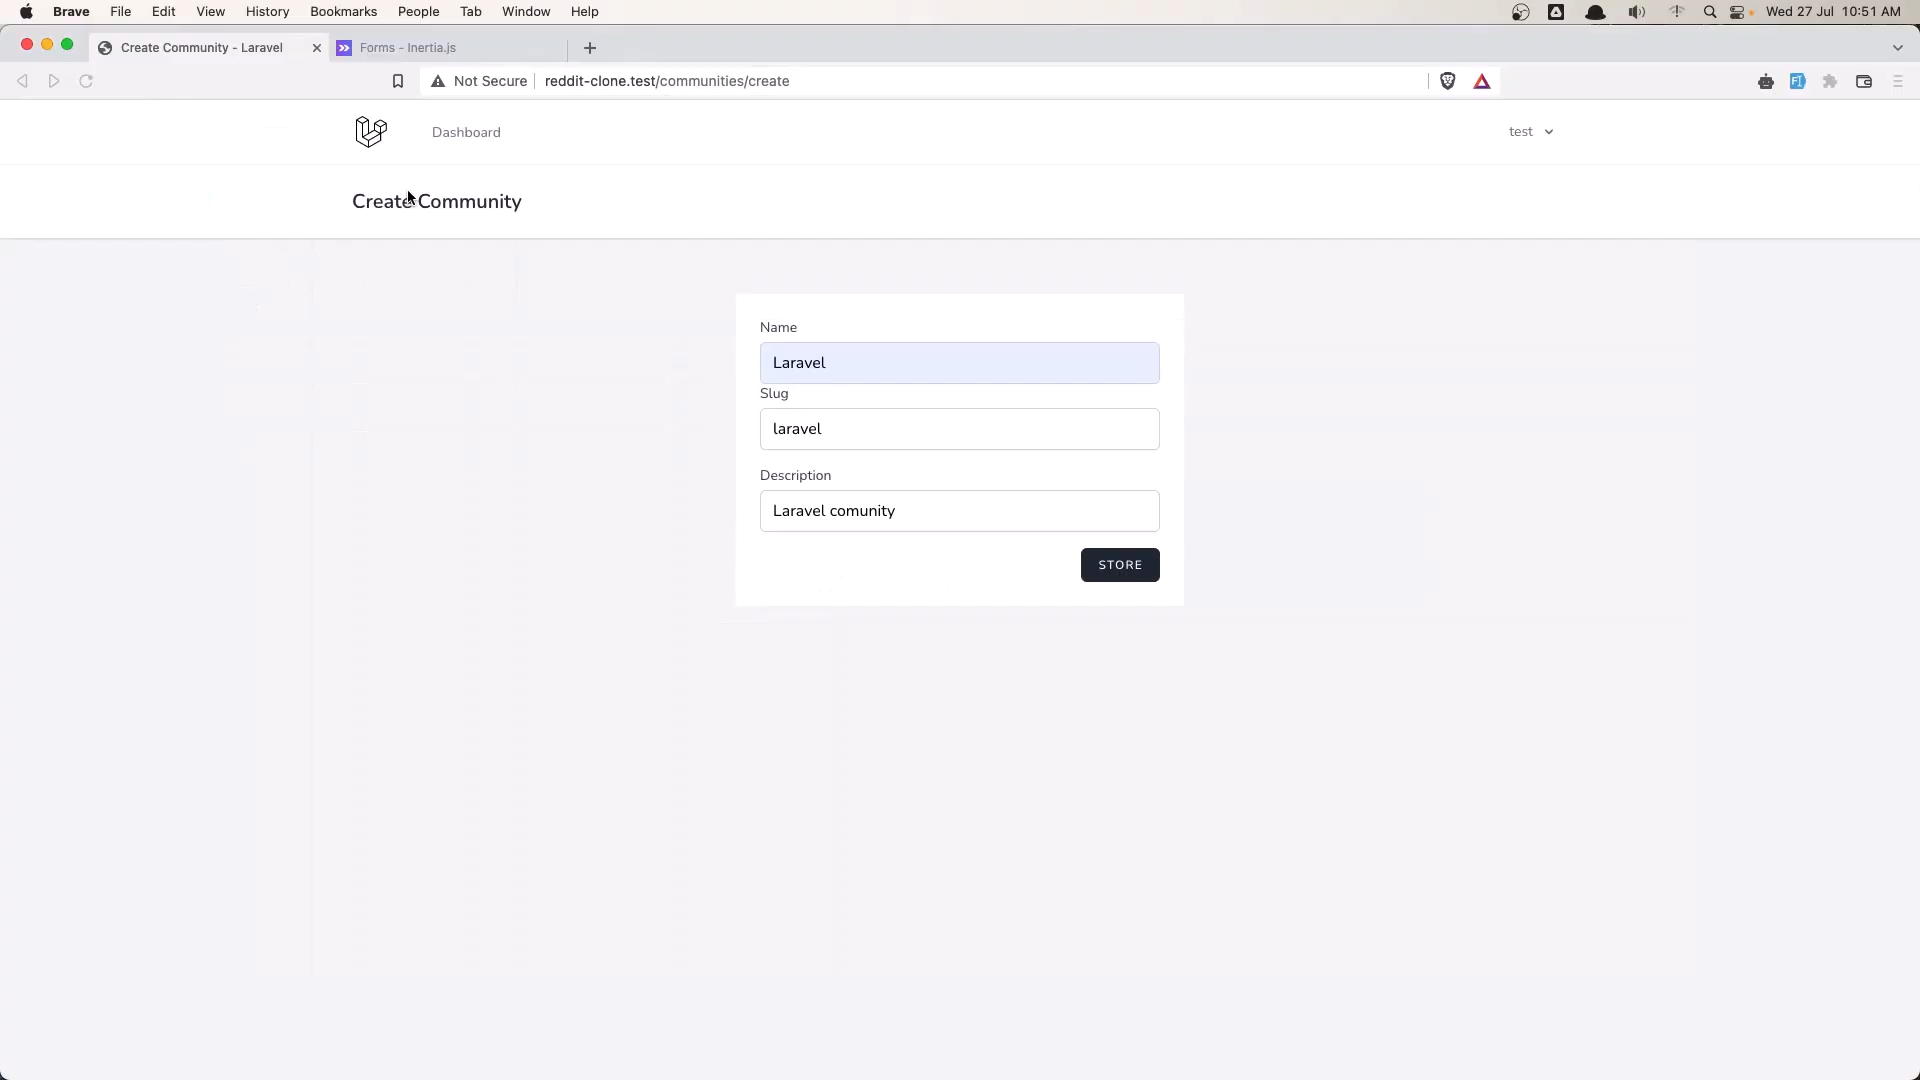 Brave File Edit View History Bookmarks People Tab Window Help Wed 27 Jul 10:51 AM
Create Community - Laravel Forms - Inertia.js
Not Secure reddit-clone.test/communities/create
Dashboard test
Create Community
Name
Laravel
Slug
laravel
Description
Laravel comunity
STORE